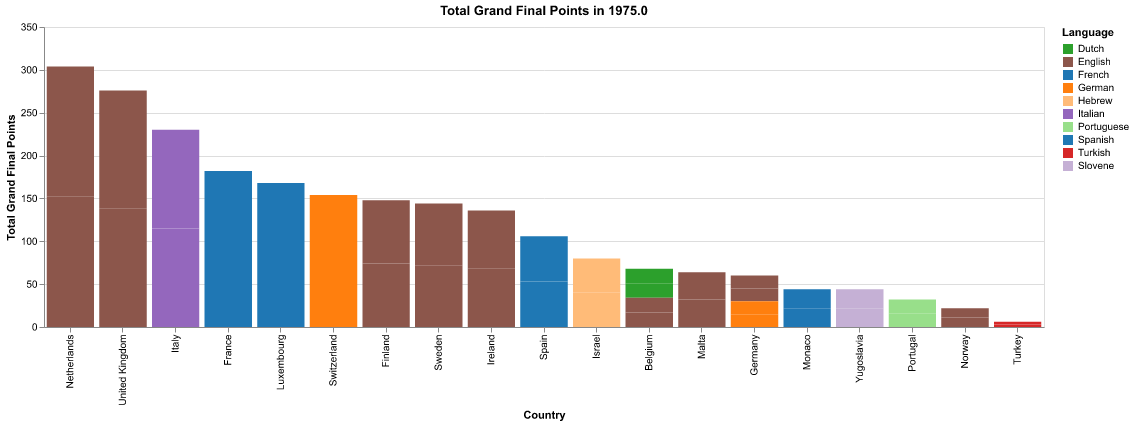 Total Grand Final Points in 1975.0
Total Grand Final Points
350
300
250
200
150
100
50
0
Netherlands
United Kingdom
Italy
France
Luxembourg
Switzerland
Finland
Sweden
Ireland
Spain
Israel
Belgium
Malta
Germany
Monaco
Yugoslavia
Portugal
Norway
Turkey
Country
Language
Dutch
English
French
German
Hebrew
Italian
Portuguese
Spanish
Turkish
Slovene